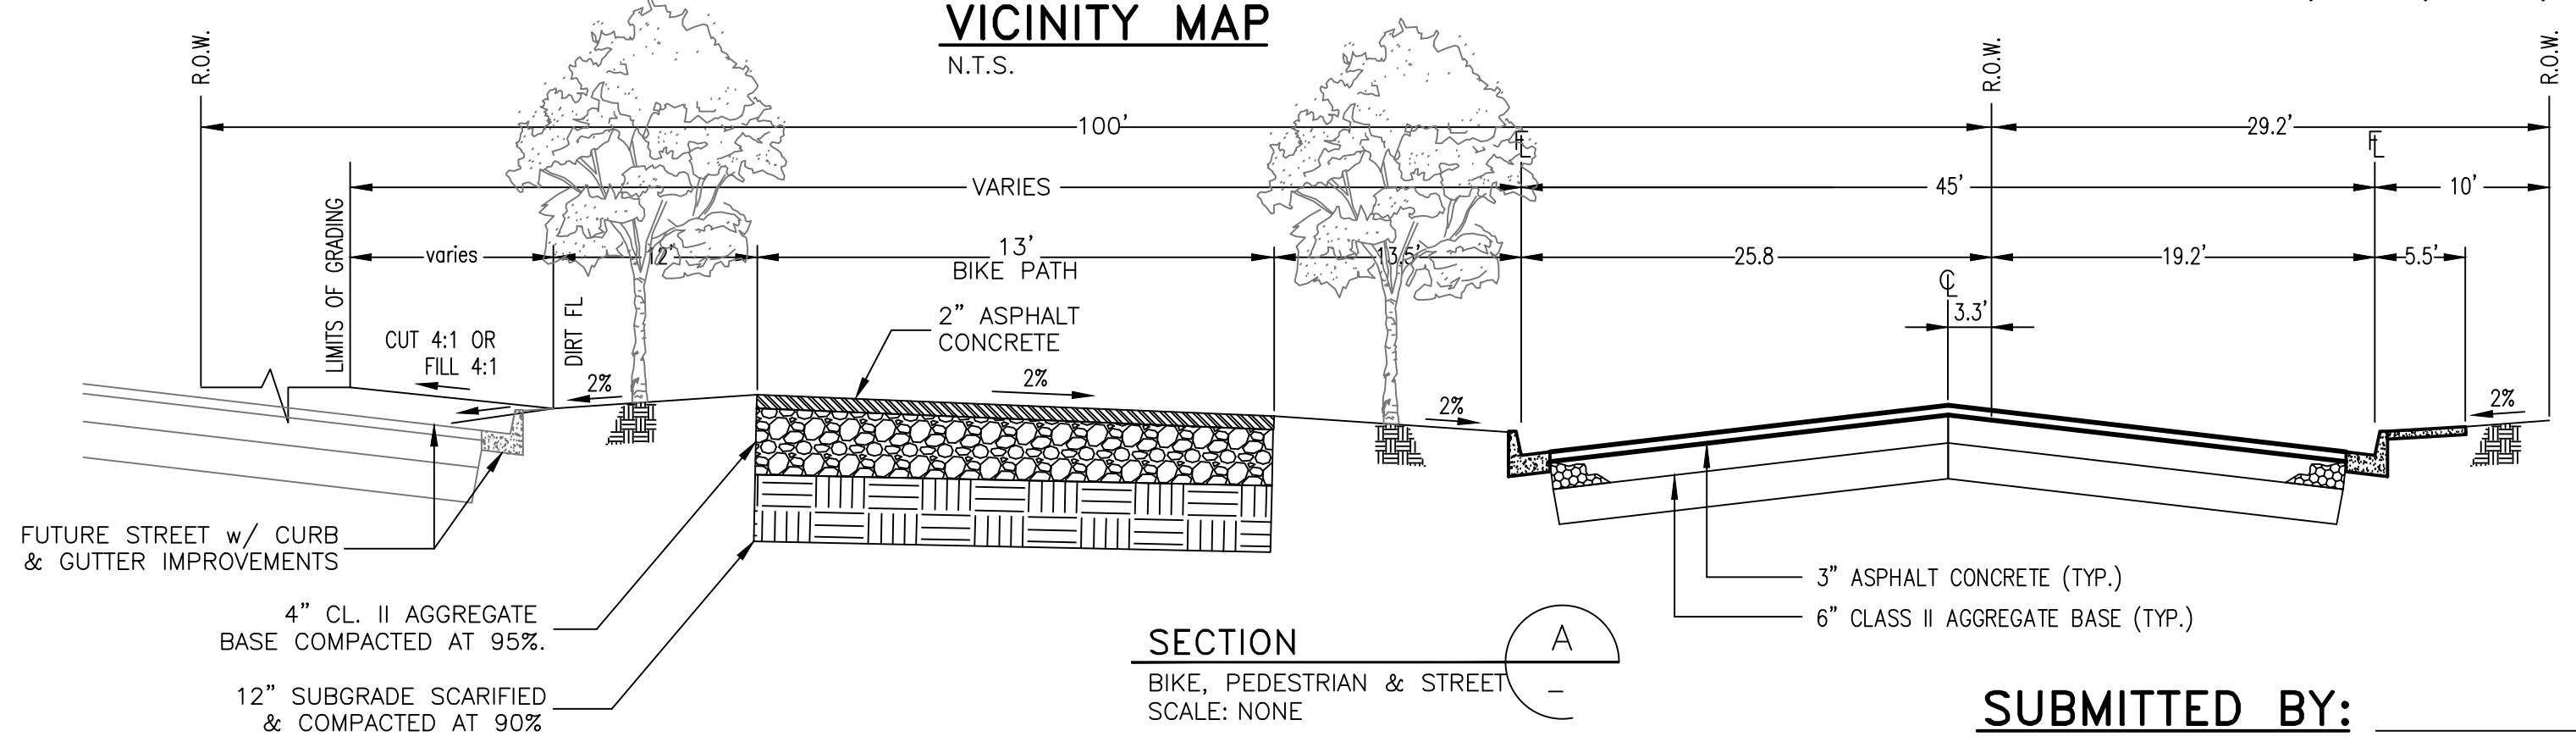 VICINITY MAP
N.T.S.
R.O.W.
R.O.W.
R.O.W.
100'
29.2'
FL
FL
VARIES
45'
10'
LIMITS OF GRADING
varies
12'
13'
BIKE PATH
13.5'
25.8
19.2'
5.5'
CL
3.3'
DIRT FL
CUT 4:1 OR
FILL 4:1
2" ASPHALT
CONCRETE
2%
2%
2%
2%
FUTURE STREET w/ CURB
& GUTTER IMPROVEMENTS
4" CL. II AGGREGATE
BASE COMPACTED AT 95%.
12" SUBGRADE SCARIFIED
& COMPACTED AT 90%
3" ASPHALT CONCRETE (TYP.)
6" CLASS II AGGREGATE BASE (TYP.)
SECTION
A
–
BIKE, PEDESTRIAN & STREET
SCALE: NONE
SUBMITTED BY: